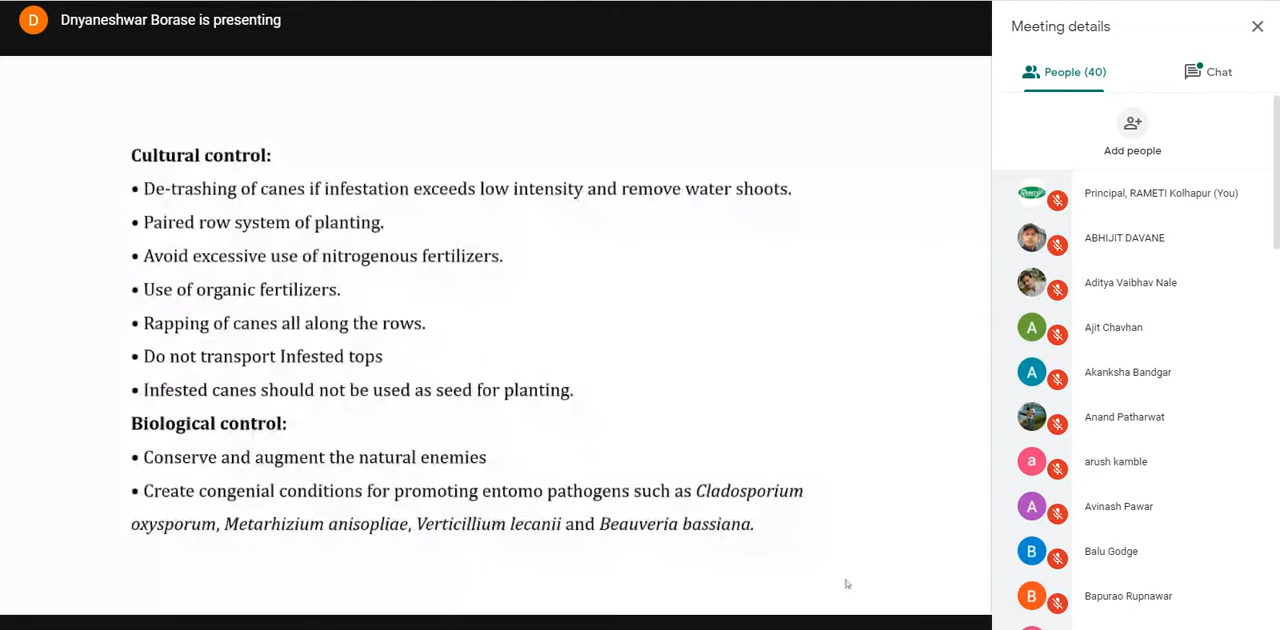 D
Dnyaneshwar Borase is presenting
Cultural control:
• De-trashing of canes if infestation exceeds low intensity and remove water shoots.
• Paired row system of planting.
• Avoid excessive use of nitrogenous fertilizers.
• Use of organic fertilizers.
• Rapping of canes all along the rows.
• Do not transport Infested tops
• Infested canes should not be used as seed for planting.
Biological control:
• Conserve and augment the natural enemies
• Create congenial conditions for promoting entomo pathogens such as Cladosporium
oxysporum, Metarhizium anisopliae, Verticillium lecanii and Beauveria bassiana.
Meeting details
People (40)
Chat
Add people
Principal, RAMETI Kolhapur (You)
ABHIJIT DAVANE
Aditya Vaibhav Nale
A
Ajit Chavhan
A
Akanksha Bandgar
Anand Patharwat
a
arush kamble
A
Avinash Pawar
B
Balu Godge
B
Bapurao Rupnawar